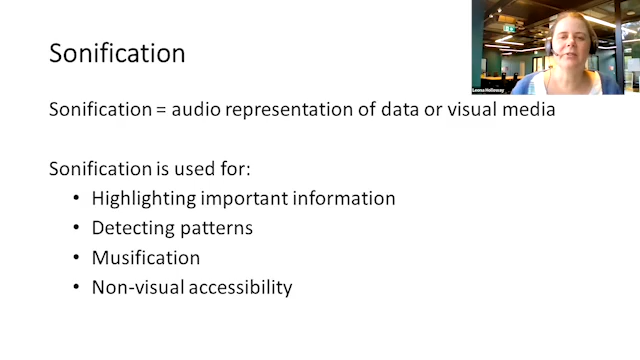 Sonification
Leona Holloway
Sonification = audio representation of data or visual media
Sonification is used for:
• Highlighting important information
• Detecting patterns
• Musification
• Non-visual accessibility